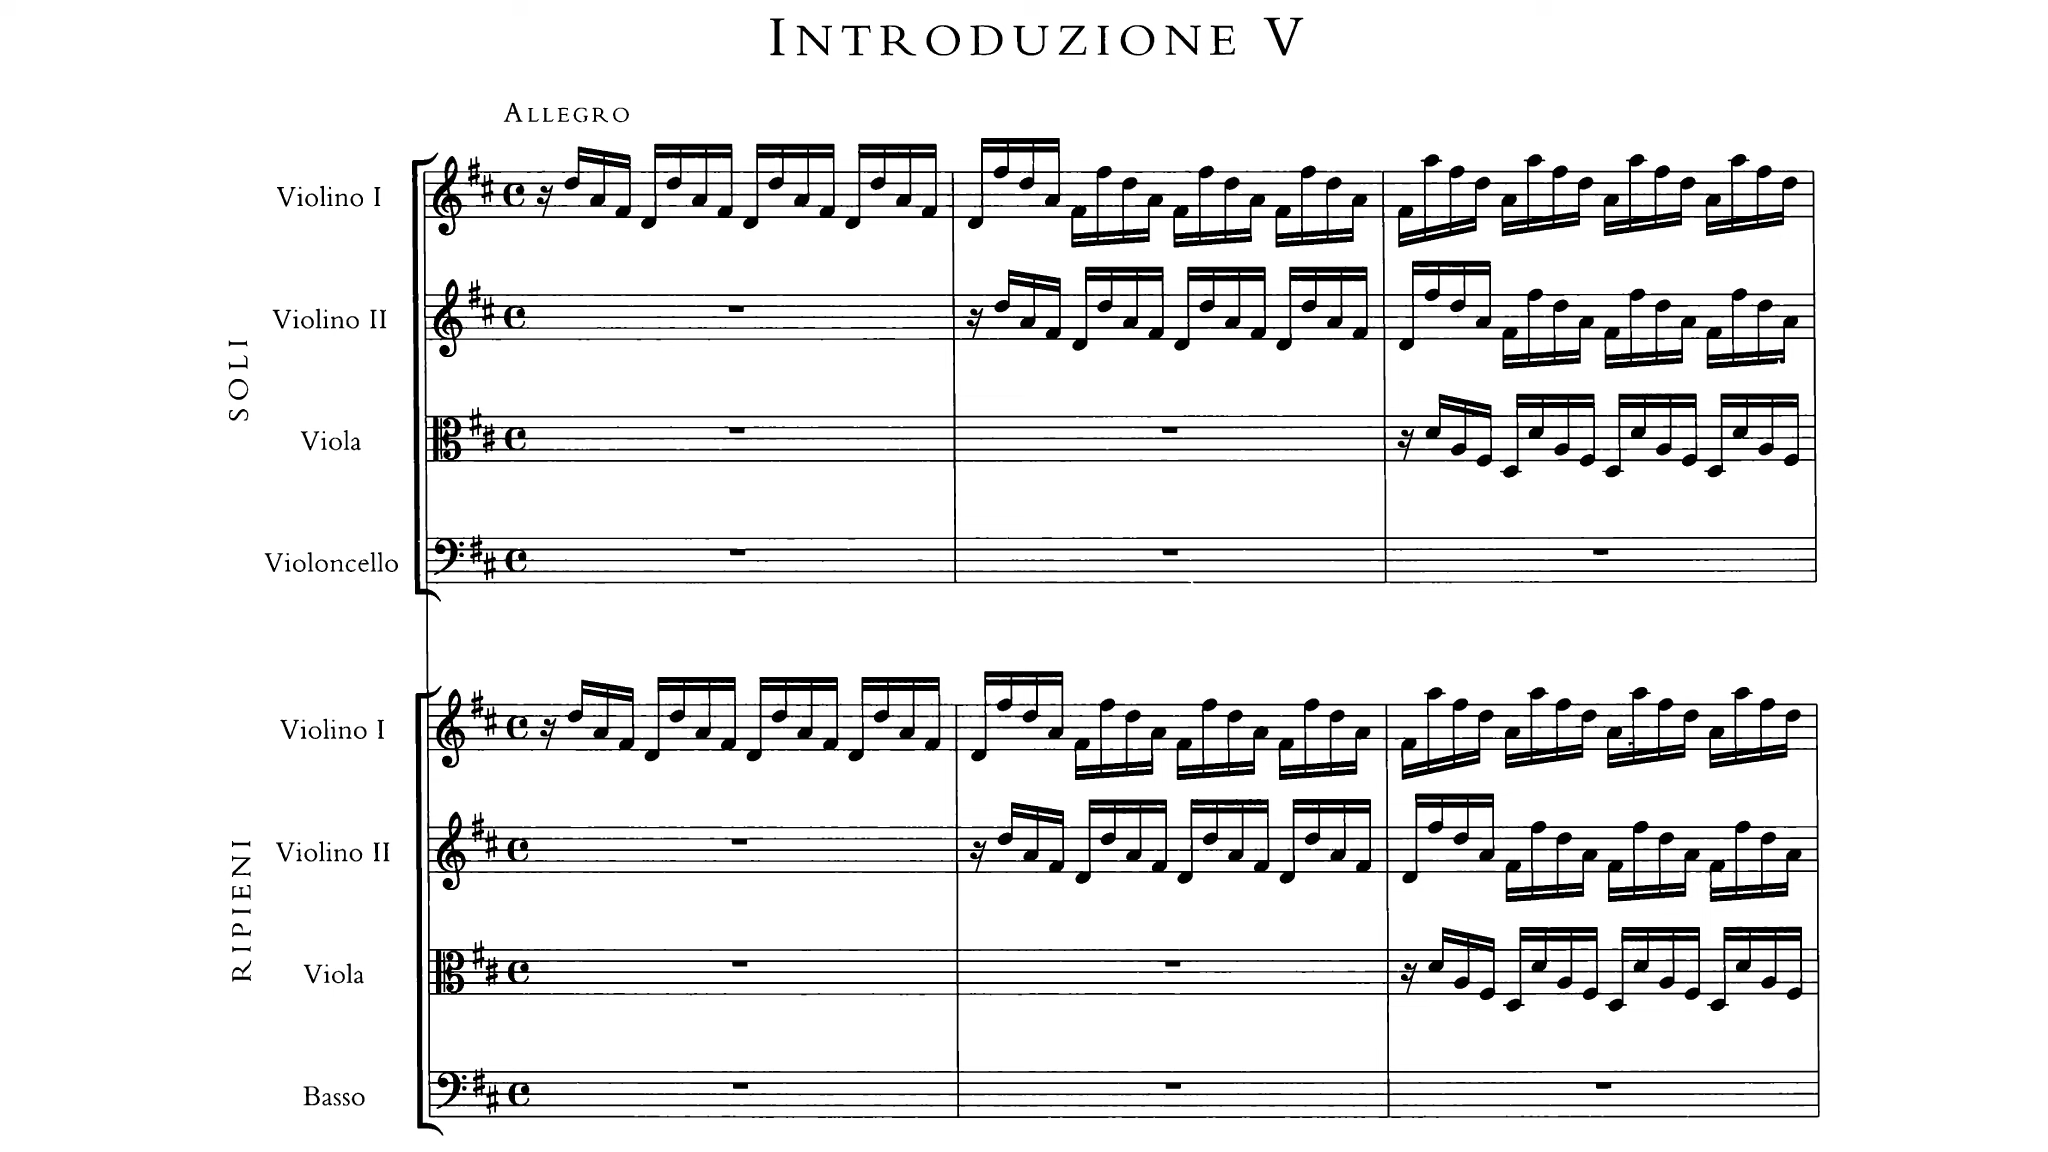 INTRODUZIONE V
ALLEGRO
SOLI
Violino I
Violino II
Viola
Violoncello
RIPIENI
Violino I
Violino II
Viola
Basso